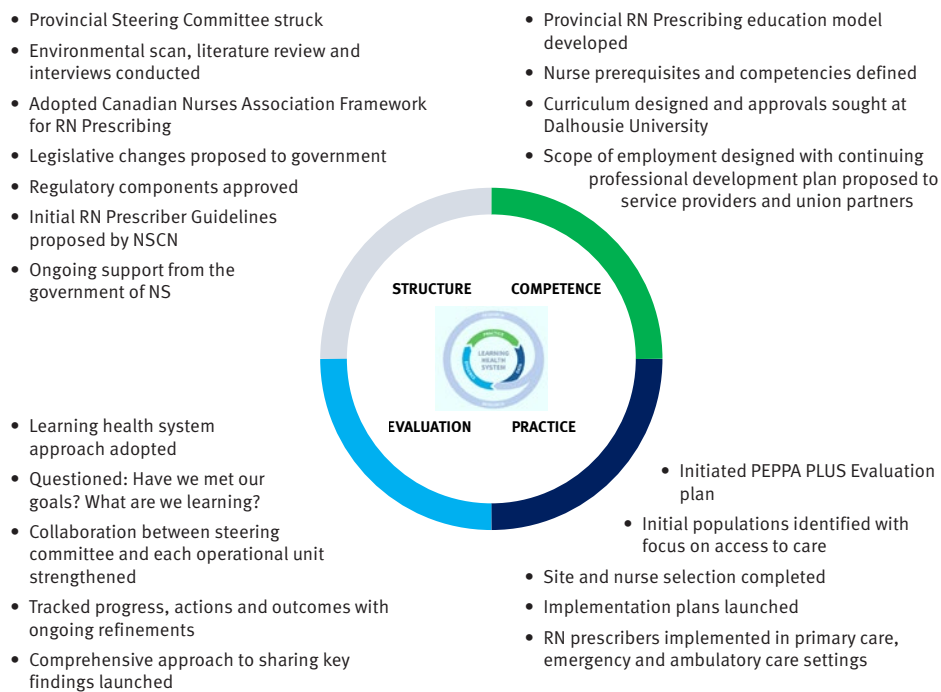 • Provincial Steering Committee struck
• Environmental scan, literature review and
interviews conducted
• Adopted Canadian Nurses Association Framework
for RN Prescribing
• Legislative changes proposed to government
• Regulatory components approved
• Initial RN Prescriber Guidelines
proposed by NSCN
• Ongoing support from the
government of NS
• Provincial RN Prescribing education model
developed
• Nurse prerequisites and competencies defined
• Curriculum designed and approvals sought at
Dalhousie University
• Scope of employment designed with continuing
professional development plan proposed to
service providers and union partners
STRUCTURE
COMPETENCE
PRACTICE
LEARNING
HEALTH
SYSTEM
EVALUATION
PRACTICE
• Learning health system
approach adopted
• Questioned: Have we met our
goals? What are we learning?
• Collaboration between steering
committee and each operational unit
strengthened
• Tracked progress, actions and outcomes with
ongoing refinements
• Comprehensive approach to sharing key
findings launched
• Initiated PEPPA PLUS Evaluation
plan
• Initial populations identified with
focus on access to care
• Site and nurse selection completed
• Implementation plans launched
• RN prescribers implemented in primary care,
emergency and ambulatory care settings